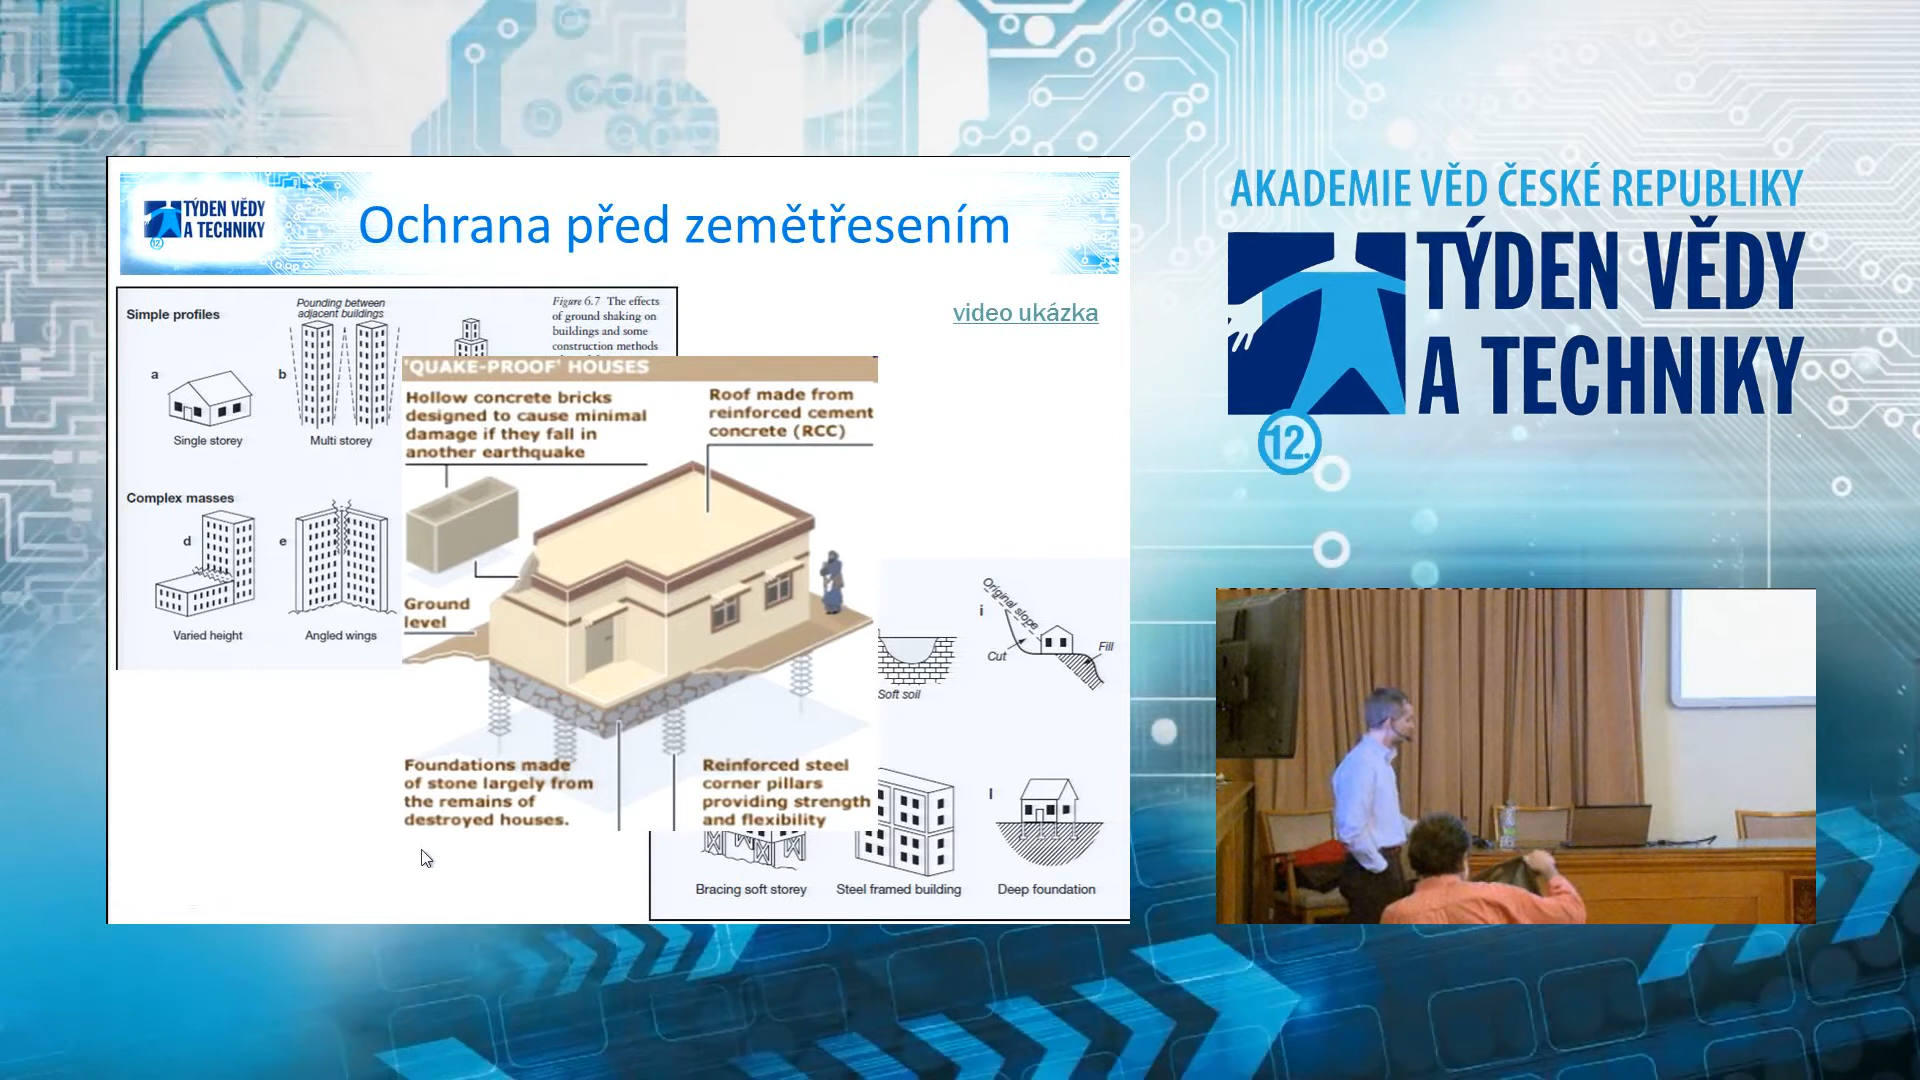 TÝDEN VĚDY
A TECHNIKY
12.
Ochrana před zemětřesením
video ukázka
Simple profiles
Pounding between
adjacent buildings
a
b
Single storey
Multi storey
Figure 6.7 The effects
of ground shaking on
buildings and some
construction methods
Complex masses
d
e
Varied height
Angled wings
'QUAKE-PROOF' HOUSES
Hollow concrete bricks
designed to cause minimal
damage if they fall in
another earthquake
Roof made from
reinforced cement
concrete (RCC)
Ground
level
Foundations made
of stone largely from
the remains of
destroyed houses.
Reinforced steel
corner pillars
providing strength
and flexibility
Soft soil
i
Original slope
Cut
Fill
l
Bracing soft storey
Steel framed building
Deep foundation
AKADEMIE VĚD ČESKÉ REPUBLIKY
TÝDEN VĚDY
A TECHNIKY
12.